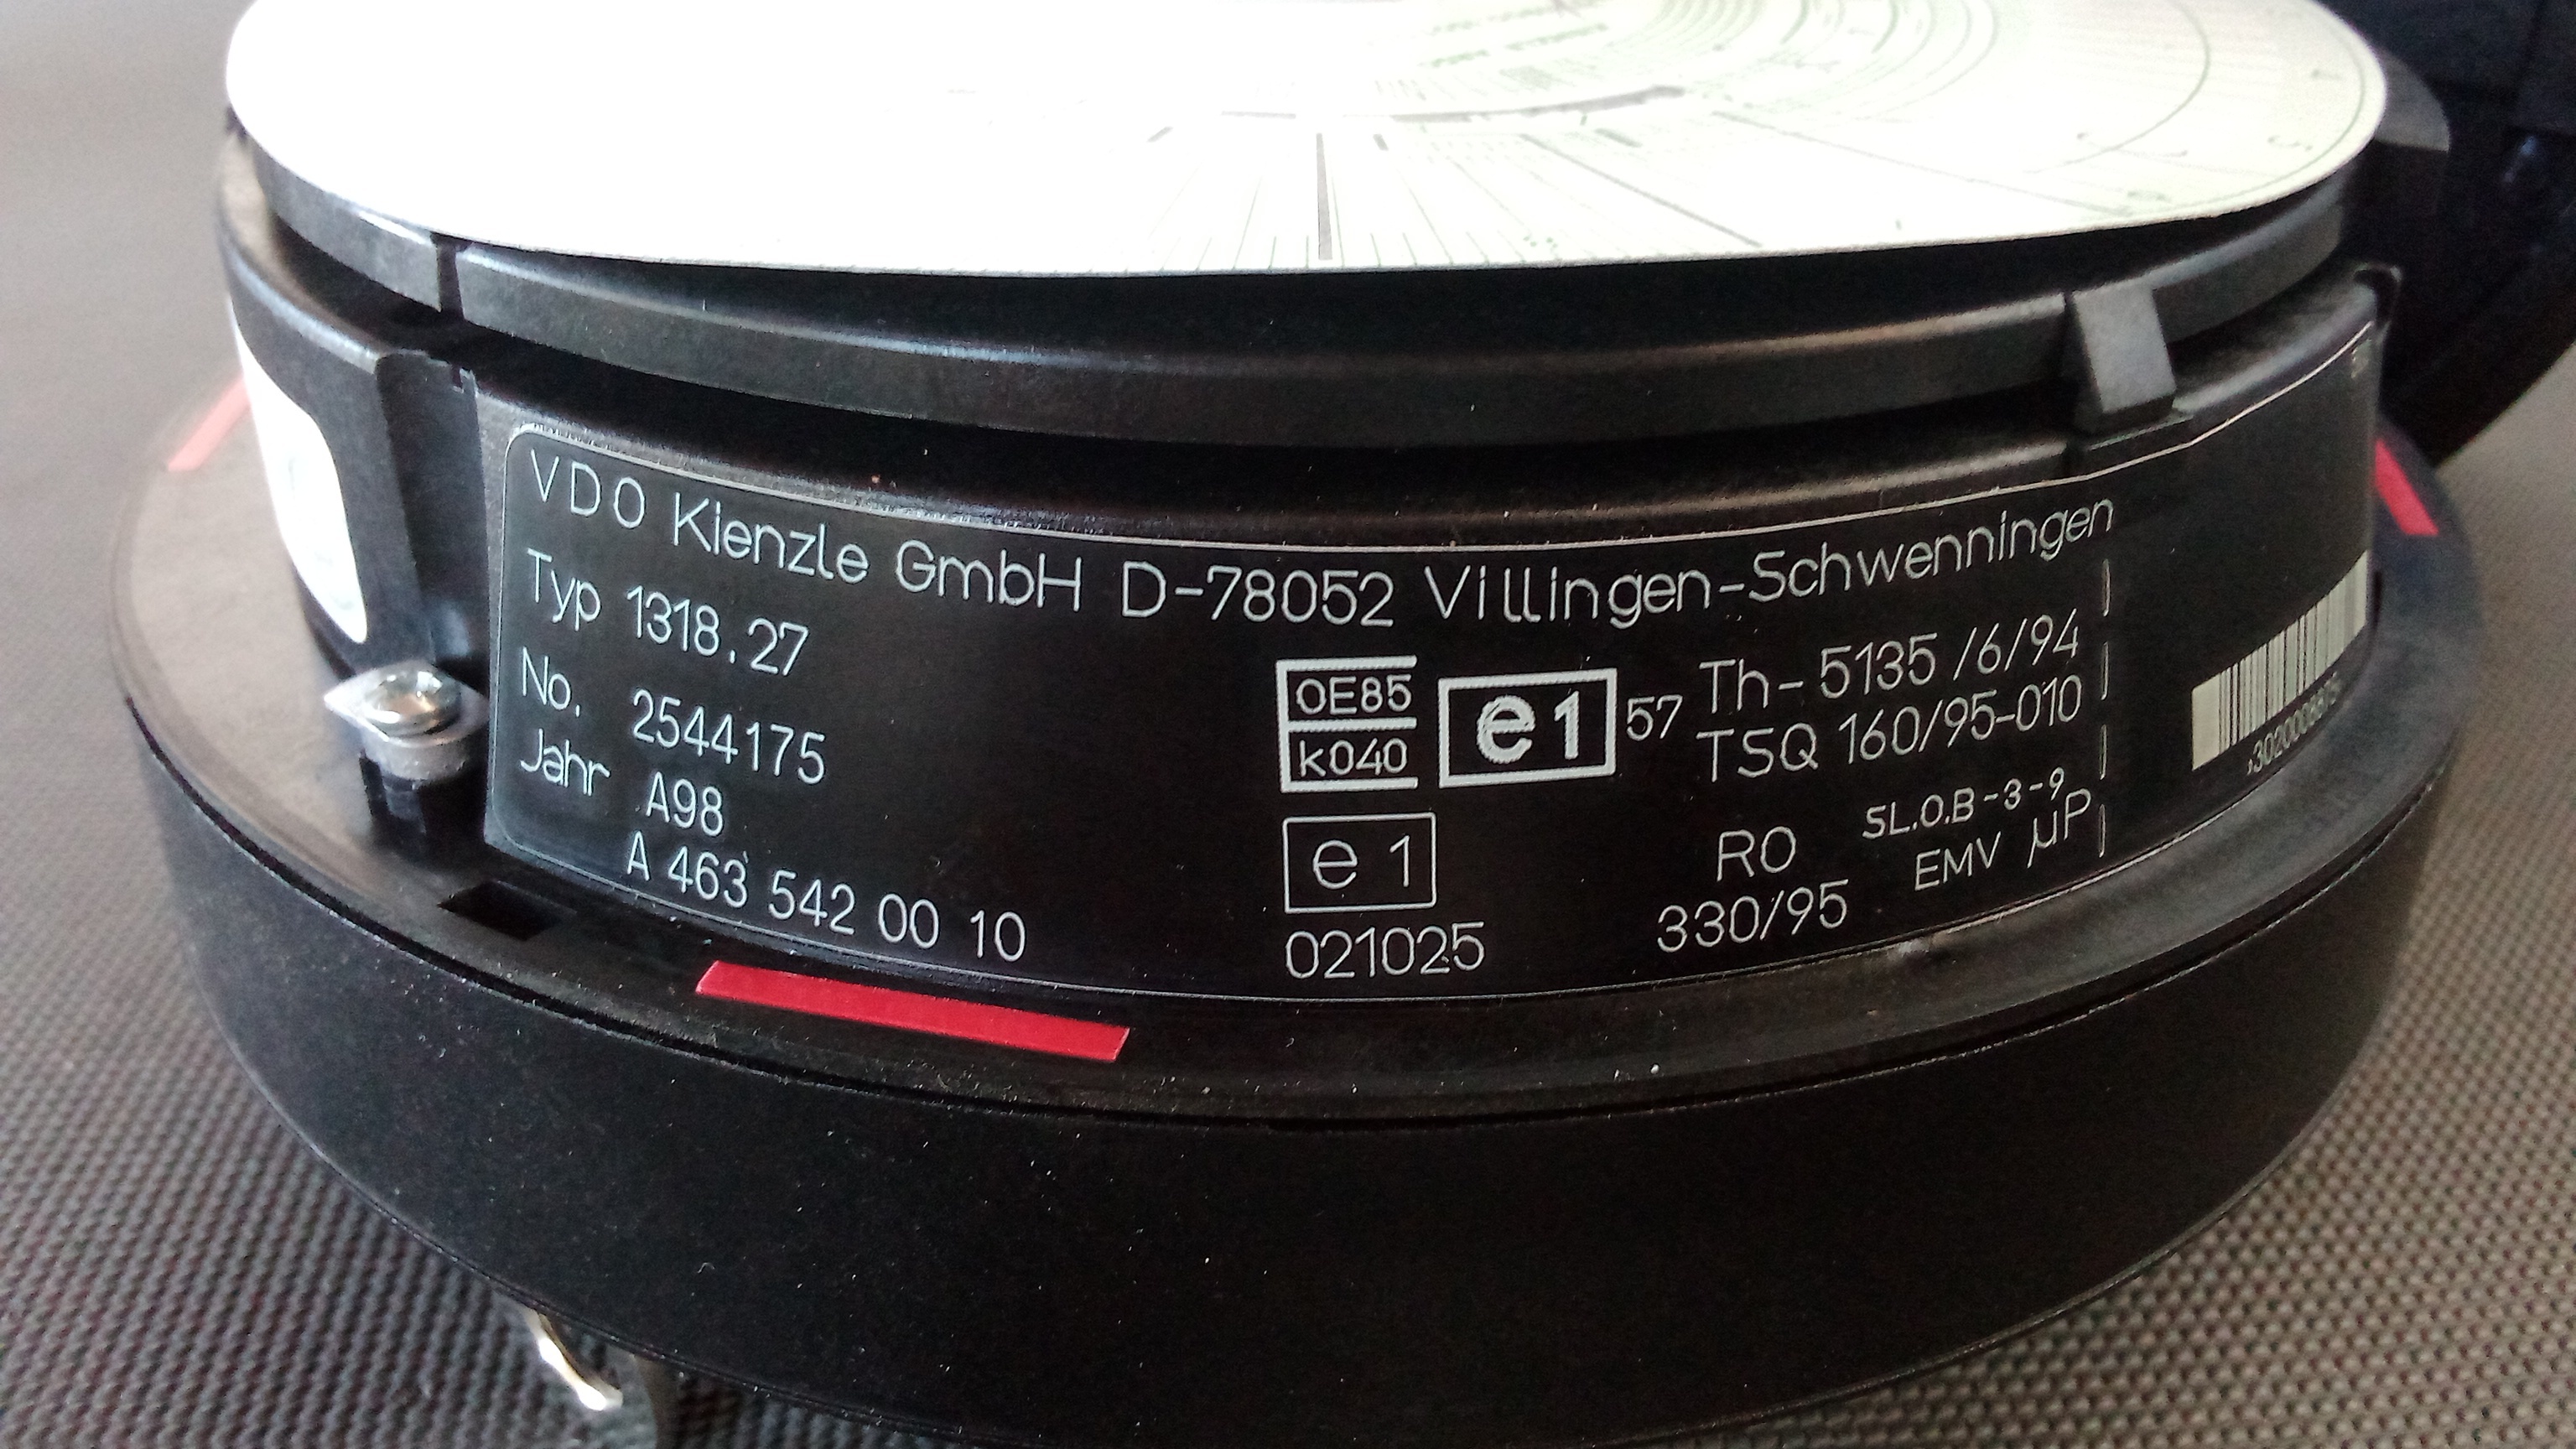 VDO Kienzle GmbH D-78052 Villingen-Schwenningen
Typ 1318.27
No. 2544175
Jahr A98
A 463 542 00 10
OE85
k040
e1 57
e1
021025
Th- 5135 /6/94
TSQ 160/95-010
RO
330/95
SL.O.B-3-9
EMV µP